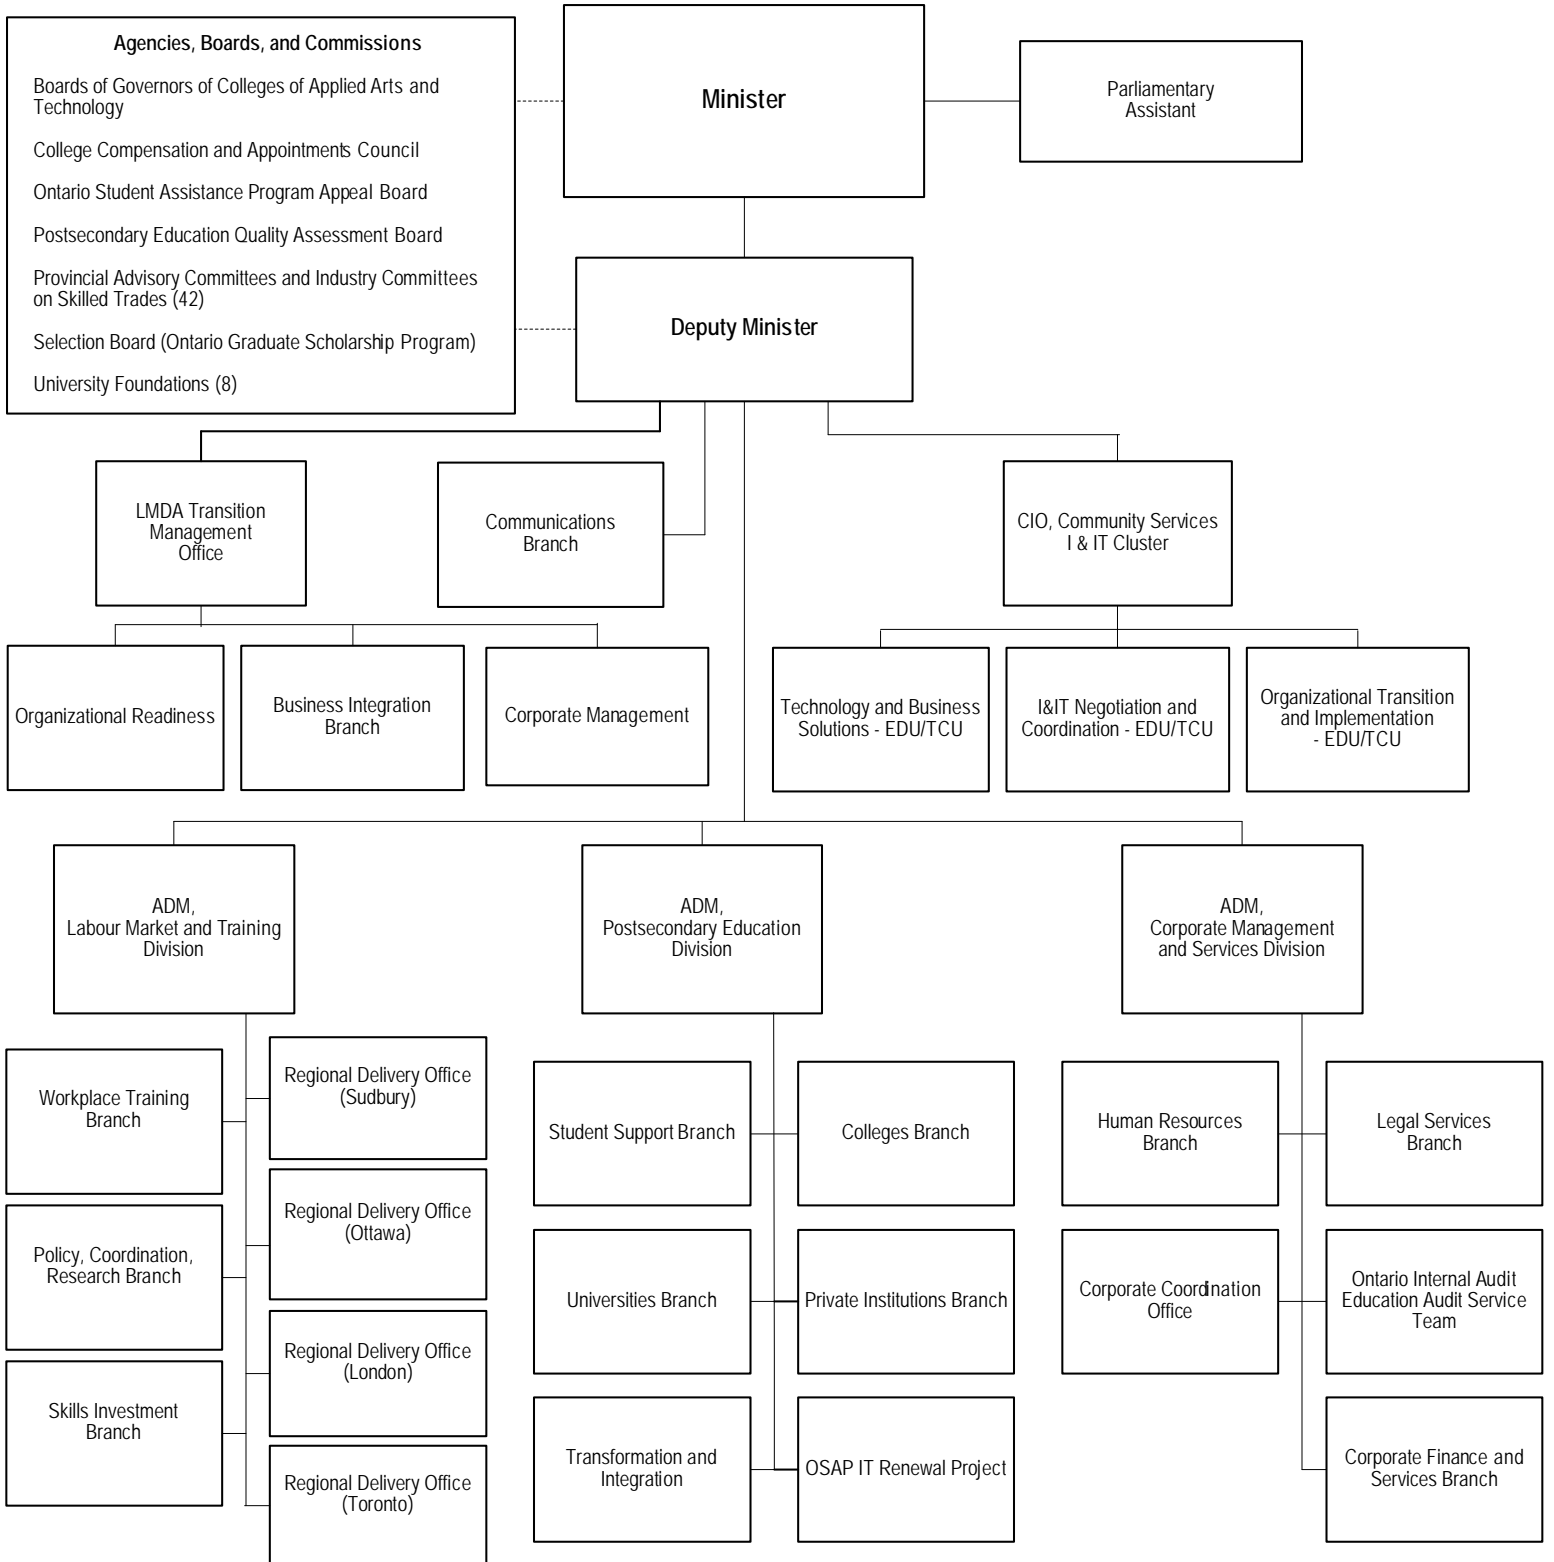 Agencies, Boards, and Commissions
Boards of Governors of Colleges of Applied Arts and
Technology
College Compensation and Appointments Council
Ontario Student Assistance Program Appeal Board
Postsecondary Education Quality Assessment Board
Provincial Advisory Committees and Industry Committees
on Skilled Trades (42)
Selection Board (Ontario Graduate Scholarship Program)
University Foundations (8)
Minister
Parliamentary
Assistant
Deputy Minister
LMDA Transition
Management
Office
Communications
Branch
CIO, Community Services
I & IT Cluster
Organizational Readiness
Business Integration
Branch
Corporate Management
Technology and Business
Solutions - EDU/TCU
I&IT Negotiation and
Coordination - EDU/TCU
Organizational Transition
and Implementation
- EDU/TCU
ADM,
Labour Market and Training
Division
ADM,
Postsecondary Education
Division
ADM,
Corporate Management
and Services Division
Workplace Training
Branch
Regional Delivery Office
(Sudbury)
Policy, Coordination,
Research Branch
Regional Delivery Office
(Ottawa)
Skills Investment
Branch
Regional Delivery Office
(London)
Regional Delivery Office
(Toronto)
Student Support Branch
Colleges Branch
Universities Branch
Private Institutions Branch
Transformation and
Integration
OSAP IT Renewal Project
Human Resources
Branch
Legal Services
Branch
Corporate Coordination
Office
Ontario Internal Audit
Education Audit Service
Team
Corporate Finance and
Services Branch